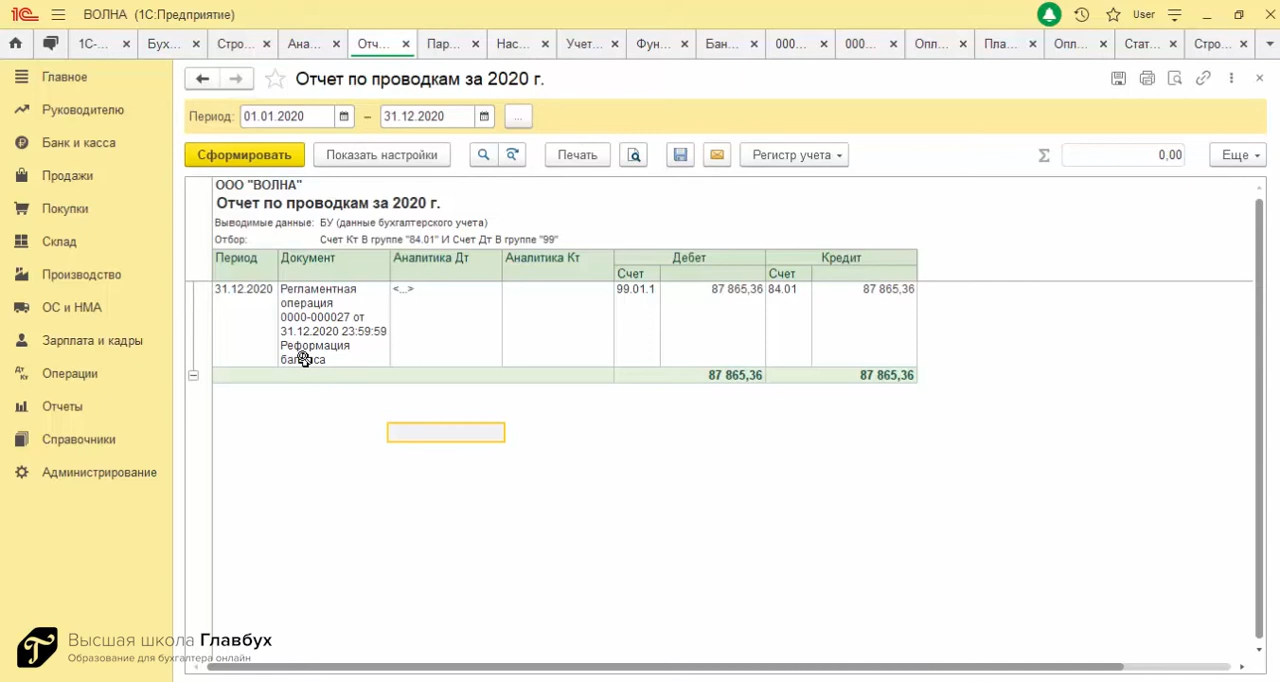 ВОЛНА (1С:Предприятие) User
1С-... Бух... Стро... Ана... Отч... Пар... Нас... Учет... Фун... Бан... 000... 000... Опл... Пла... Опл... Стат... Стро...
Главное
Руководителю
Банк и касса
Продажи
Покупки
Склад
Производство
ОС и НМА
Зарплата и кадры
Операции
Отчеты
Справочники
Администрирование
Отчет по проводкам за 2020 г.
Период: 01.01.2020 – 31.12.2020 ...
Сформировать Показать настройки Печать Регистр учета Σ 0,00 Еще
ООО "ВОЛНА"
Отчет по проводкам за 2020 г.
Выводимые данные: БУ (данные бухгалтерского учета)
Отбор: Счет Кт В группе "84.01" И Счет Дт В группе "99"
Период Документ Аналитика Дт Аналитика Кт Дебет Кредит
Счет Счет
31.12.2020 Регламентная <...> 99.01.1 87 865,36 84.01 87 865,36
операция
0000-000027 от
31.12.2020 23:59:59
Реформация
баланса
87 865,36 87 865,36
Высшая школа Главбух
Образование для бухгалтера онлайн